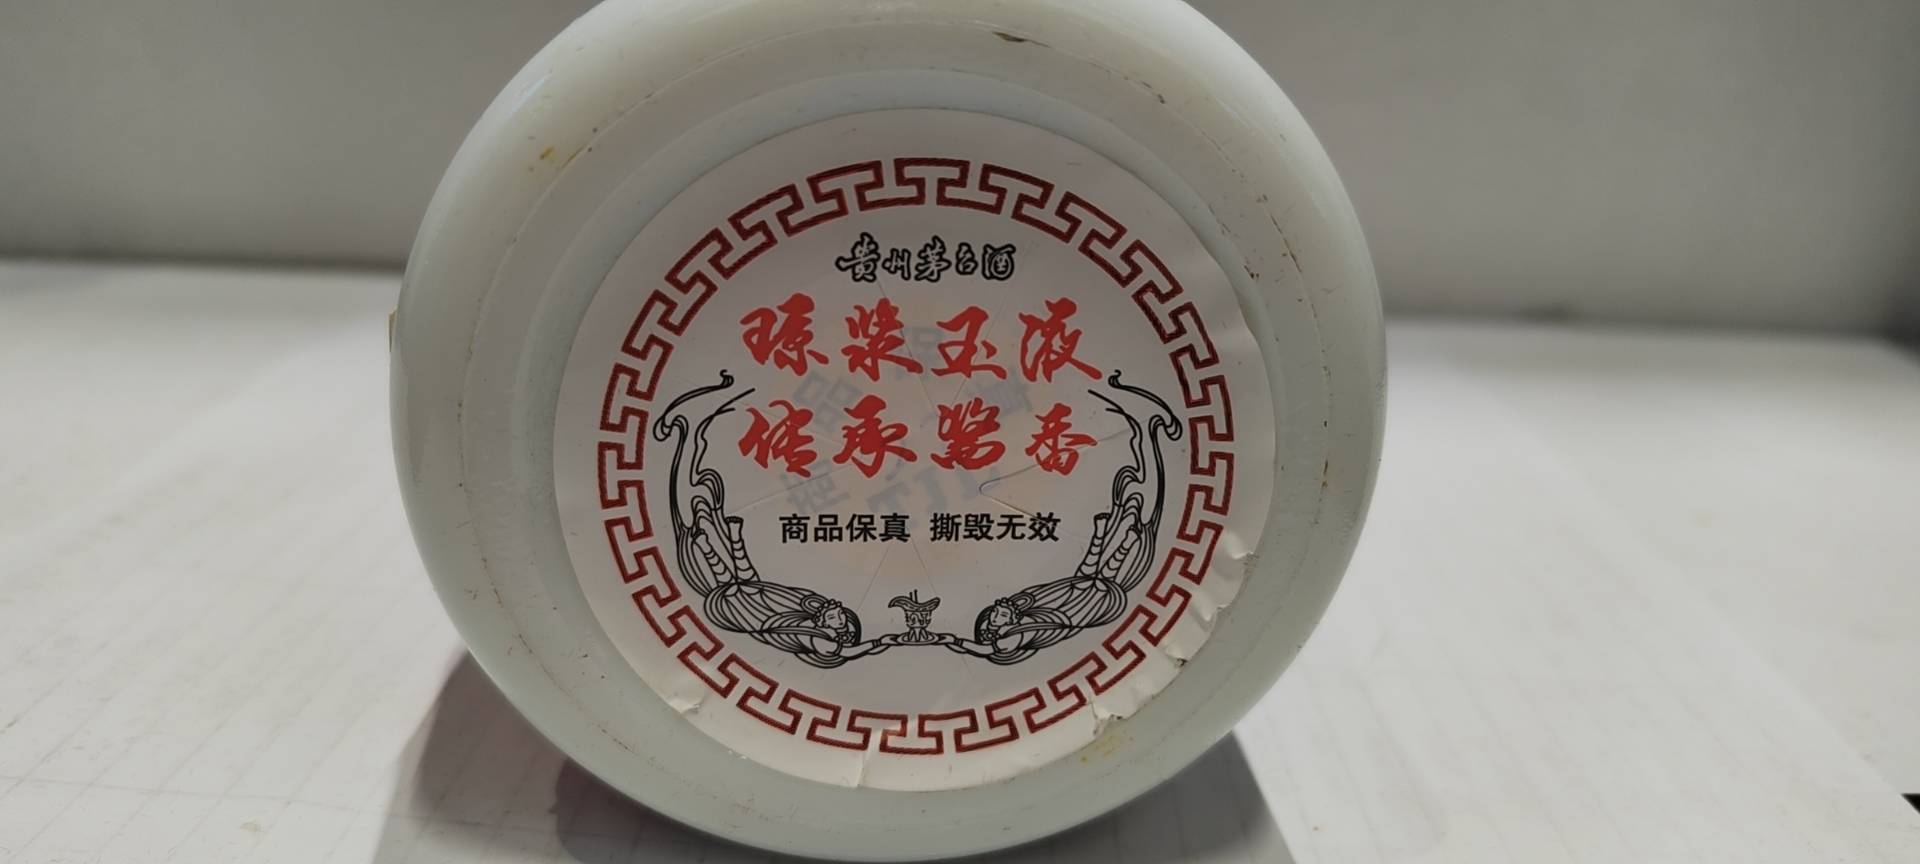 贵州茅台酒
琼浆玉液
传承酱香
商品保真 撕毁无效